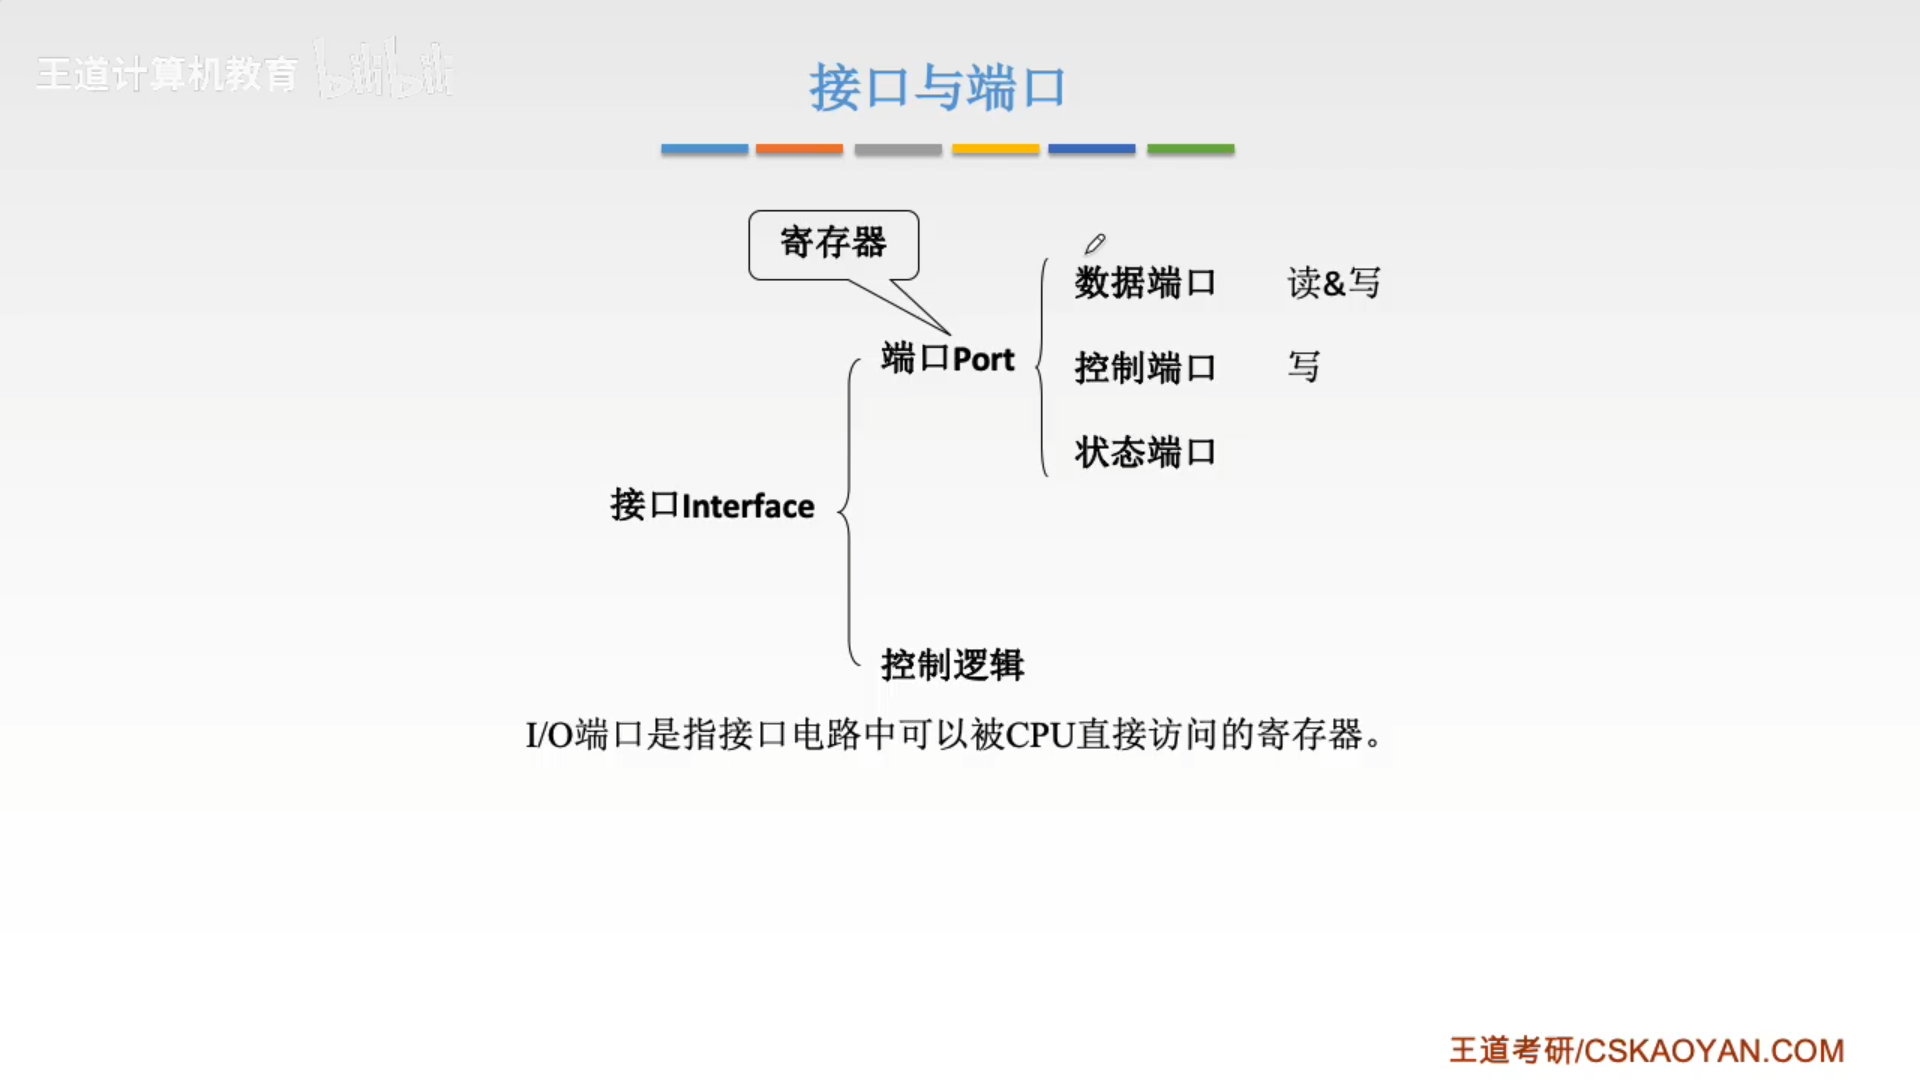 王道计算机教育 bilibili
接口与端口
寄存器
数据端口 读&写
端口Port
控制端口 写
状态端口
接口Interface
控制逻辑
I/O端口是指接口电路中可以被CPU直接访问的寄存器。
王道考研/CSKAOYAN.COM